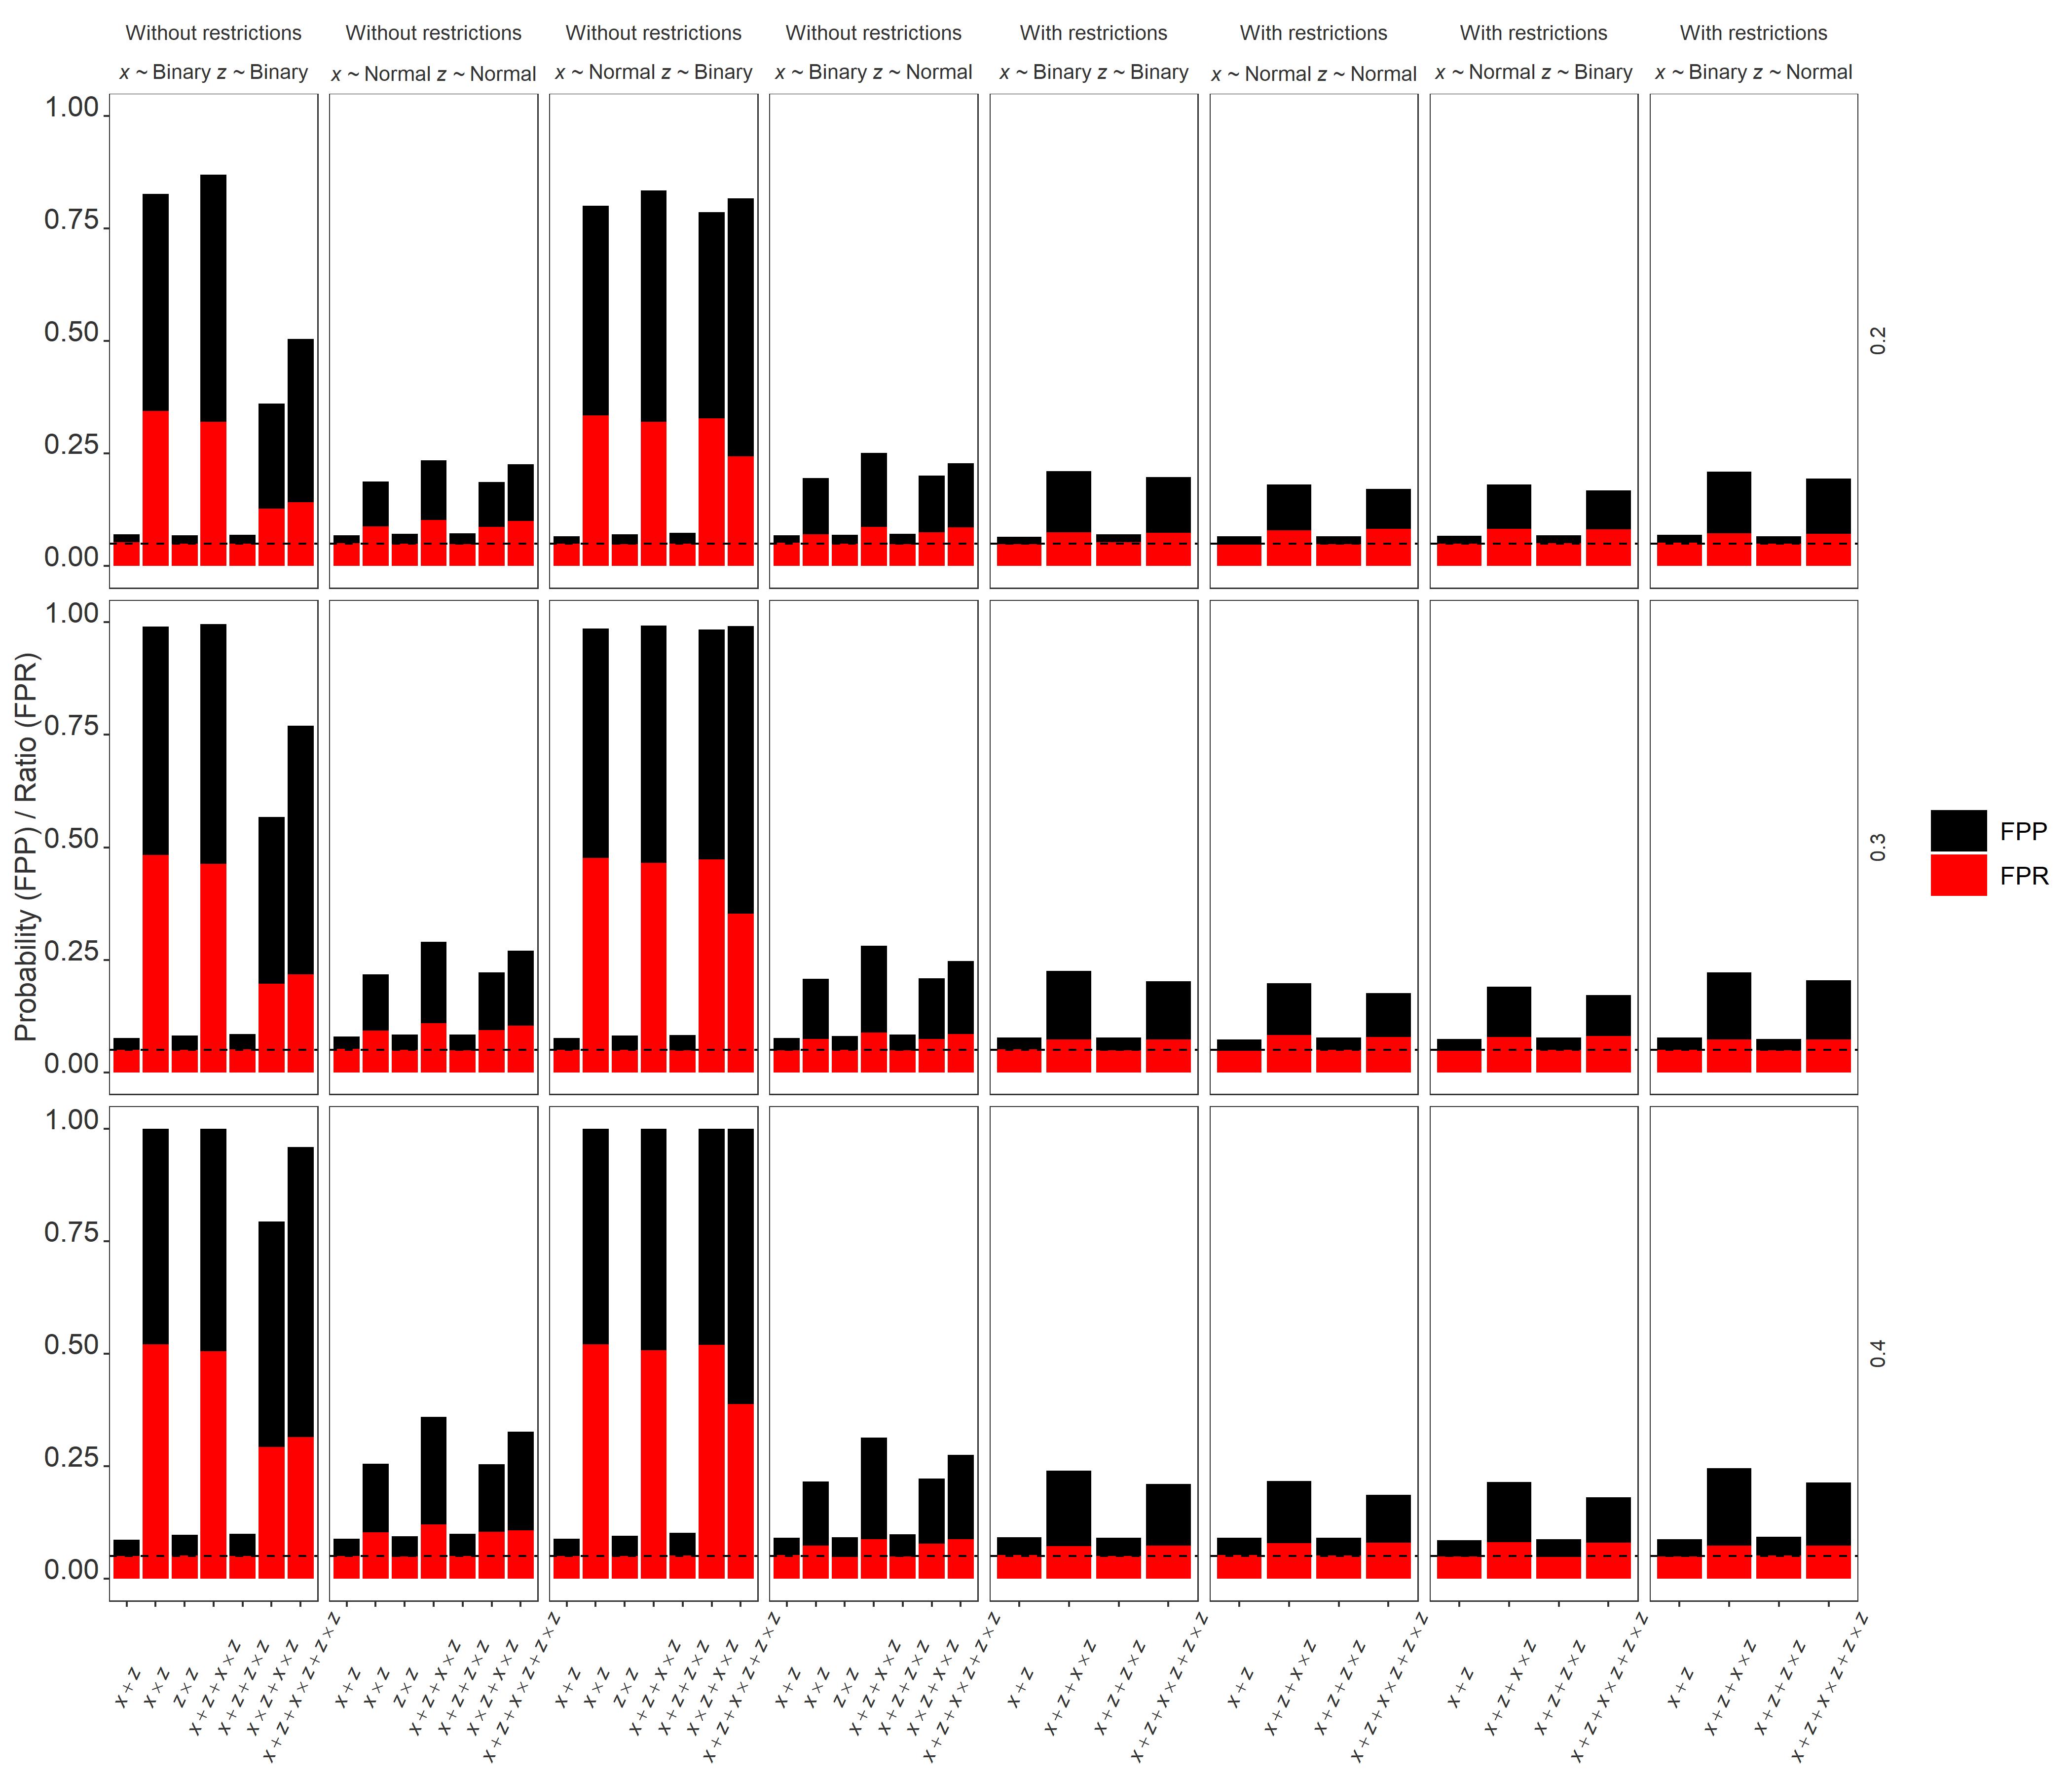 Without restrictions Without restrictions Without restrictions Without restrictions With restrictions With restrictions With restrictions With restrictions
x ~ Binary z ~ Binary x ~ Normal z ~ Normal x ~ Normal z ~ Binary x ~ Binary z ~ Normal x ~ Binary z ~ Binary x ~ Normal z ~ Normal x ~ Normal z ~ Binary x ~ Binary z ~ Normal
Probability (FPP) / Ratio (FPR)
1.00
0.75
0.50
0.25
0.00
0.2
1.00
0.75
0.50
0.25
0.00
0.3
1.00
0.75
0.50
0.25
0.00
0.4
x + z
x × z
z × z
x + z + x × z
x + z + z × z
x × z + x × z
x + z + x × z + z × z
x + z
x × z
z × z
x + z + x × z
x + z + z × z
x × z + x × z
x + z + x × z + z × z
x + z
x × z
z × z
x + z + x × z
x + z + z × z
x × z + x × z
x + z + x × z + z × z
x + z
x × z
z × z
x + z + x × z
x + z + z × z
x × z + x × z
x + z + x × z + z × z
x + z
x + z + x × z
x + z + z × z
x + z + x × z + z × z
x + z
x + z + x × z
x + z + z × z
x + z + x × z + z × z
x + z
x + z + x × z
x + z + z × z
x + z + x × z + z × z
x + z
x + z + x × z
x + z + z × z
x + z + x × z + z × z
FPP
FPR